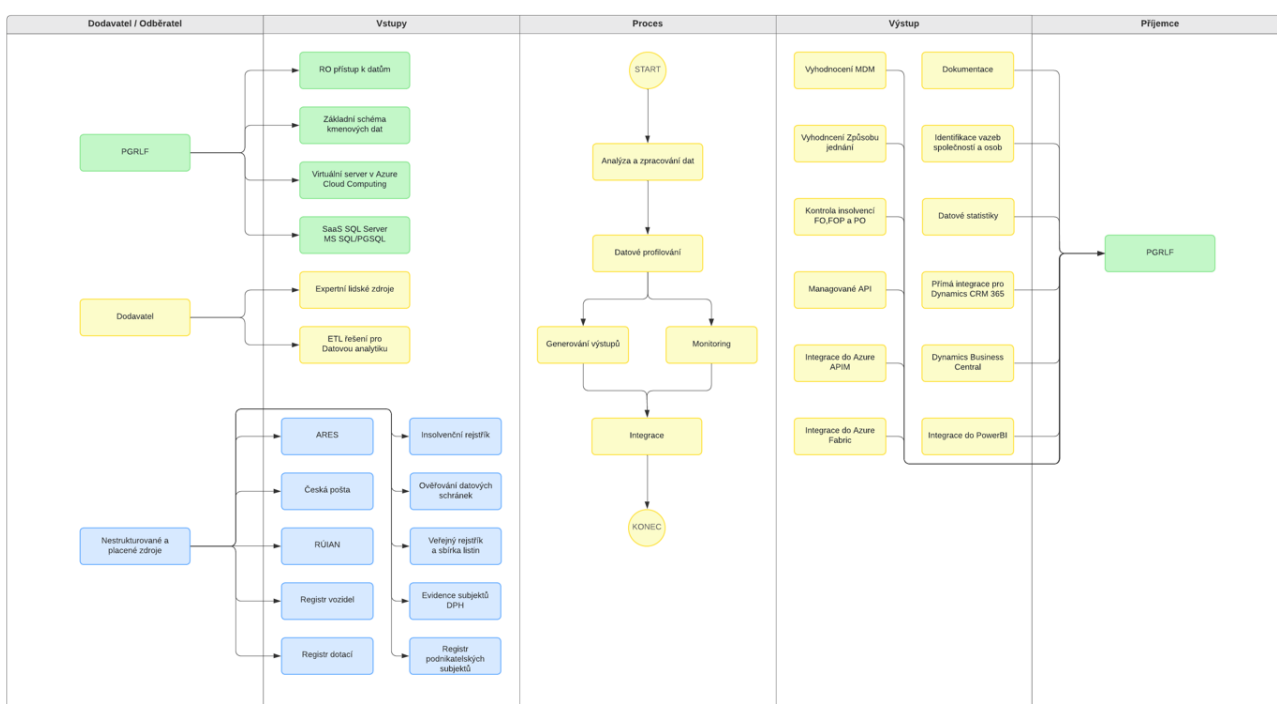 Dodavatel / Odběratel
Vstupy
Proces
Výstup
Příjemce
PGRLF
RO přístup k datům
Základní schéma
kmenových dat
Virtuální server v Azure
Cloud Computing
SaaS SQL Server
MS SQL/PGSQL
Dodavatel
Expertní lidské zdroje
ETL řešení pro
Datovou analytiku
Nestrukturované a
placené zdroje
ARES
Česká pošta
RÚIAN
Registr vozidel
Registr dotací
Insolvenční rejstřík
Ověřování datových
schránek
Veřejný rejstřík
a sbírka listin
Evidence subjektů
DPH
Registr
podnikatelských
subjektů
START
Analýza a zpracování dat
Datové profilování
Generování výstupů
Monitoring
Integrace
KONEC
Vyhodnocení MDM
Vyhodncení Způsobu
jednání
Kontrola insolvencí
FO,FOP a PO
Managované API
Integrace do Azure
APIM
Integrace do Azure
Fabric
Dokumentace
Identifikace vazeb
společností a osob
Datové statistiky
Přímá integrace pro
Dynamics CRM 365
Dynamics Business
Central
Integrace do PowerBI
PGRLF